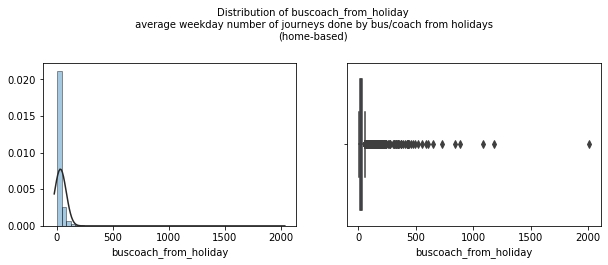 Distribution of buscoach_from_holiday
average weekday number of journeys done by bus/coach from holidays
(home-based)
0.020
0.015
0.010
0.005
0.000
0 500 1000 1500 2000
buscoach_from_holiday
0 500 1000 1500 2000
buscoach_from_holiday